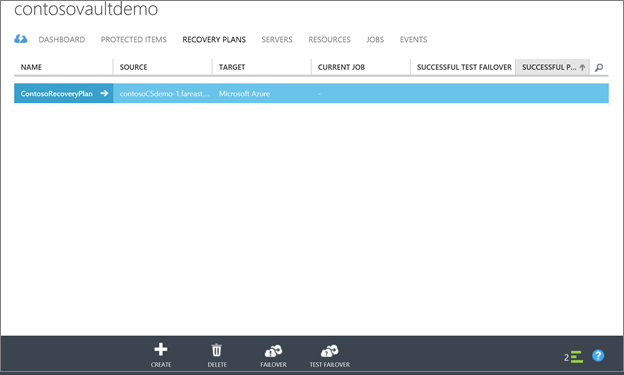 contosovaultdemo
DASHBOARD PROTECTED ITEMS RECOVERY PLANS SERVERS RESOURCES JOBS EVENTS
NAME SOURCE TARGET CURRENT JOB SUCCESSFUL TEST FAILOVER SUCCESSFUL P...
ContosoRecoveryPlan contosoCSdemo-1.fareast.... Microsoft Azure -
CREATE DELETE FAILOVER TEST FAILOVER 2 ?